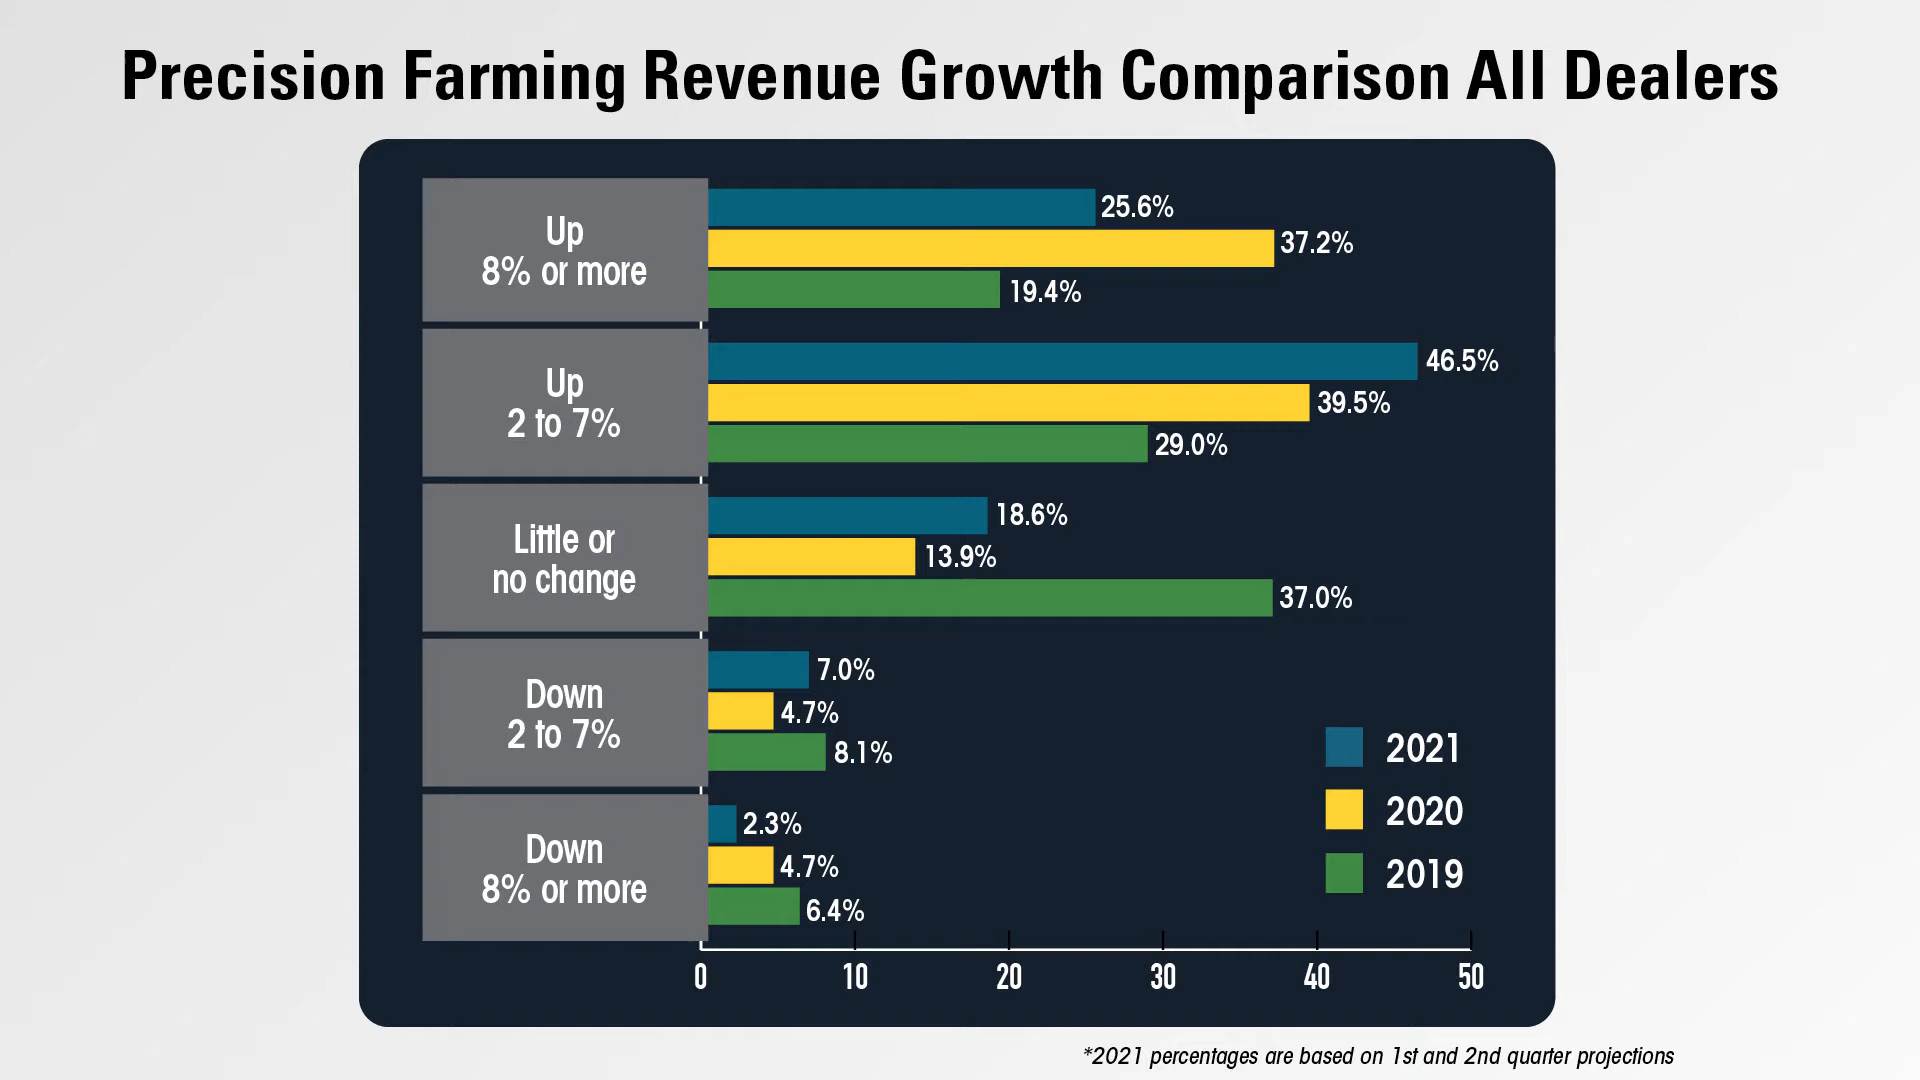 Precision Farming Revenue Growth Comparison All Dealers
Up
8% or more
25.6%
37.2%
19.4%
Up
2 to 7%
46.5%
39.5%
29.0%
Little or
no change
18.6%
13.9%
37.0%
Down
2 to 7%
7.0%
4.7%
8.1%
Down
8% or more
2.3%
4.7%
6.4%
2021
2020
2019
0 10 20 30 40 50
*2021 percentages are based on 1st and 2nd quarter projections